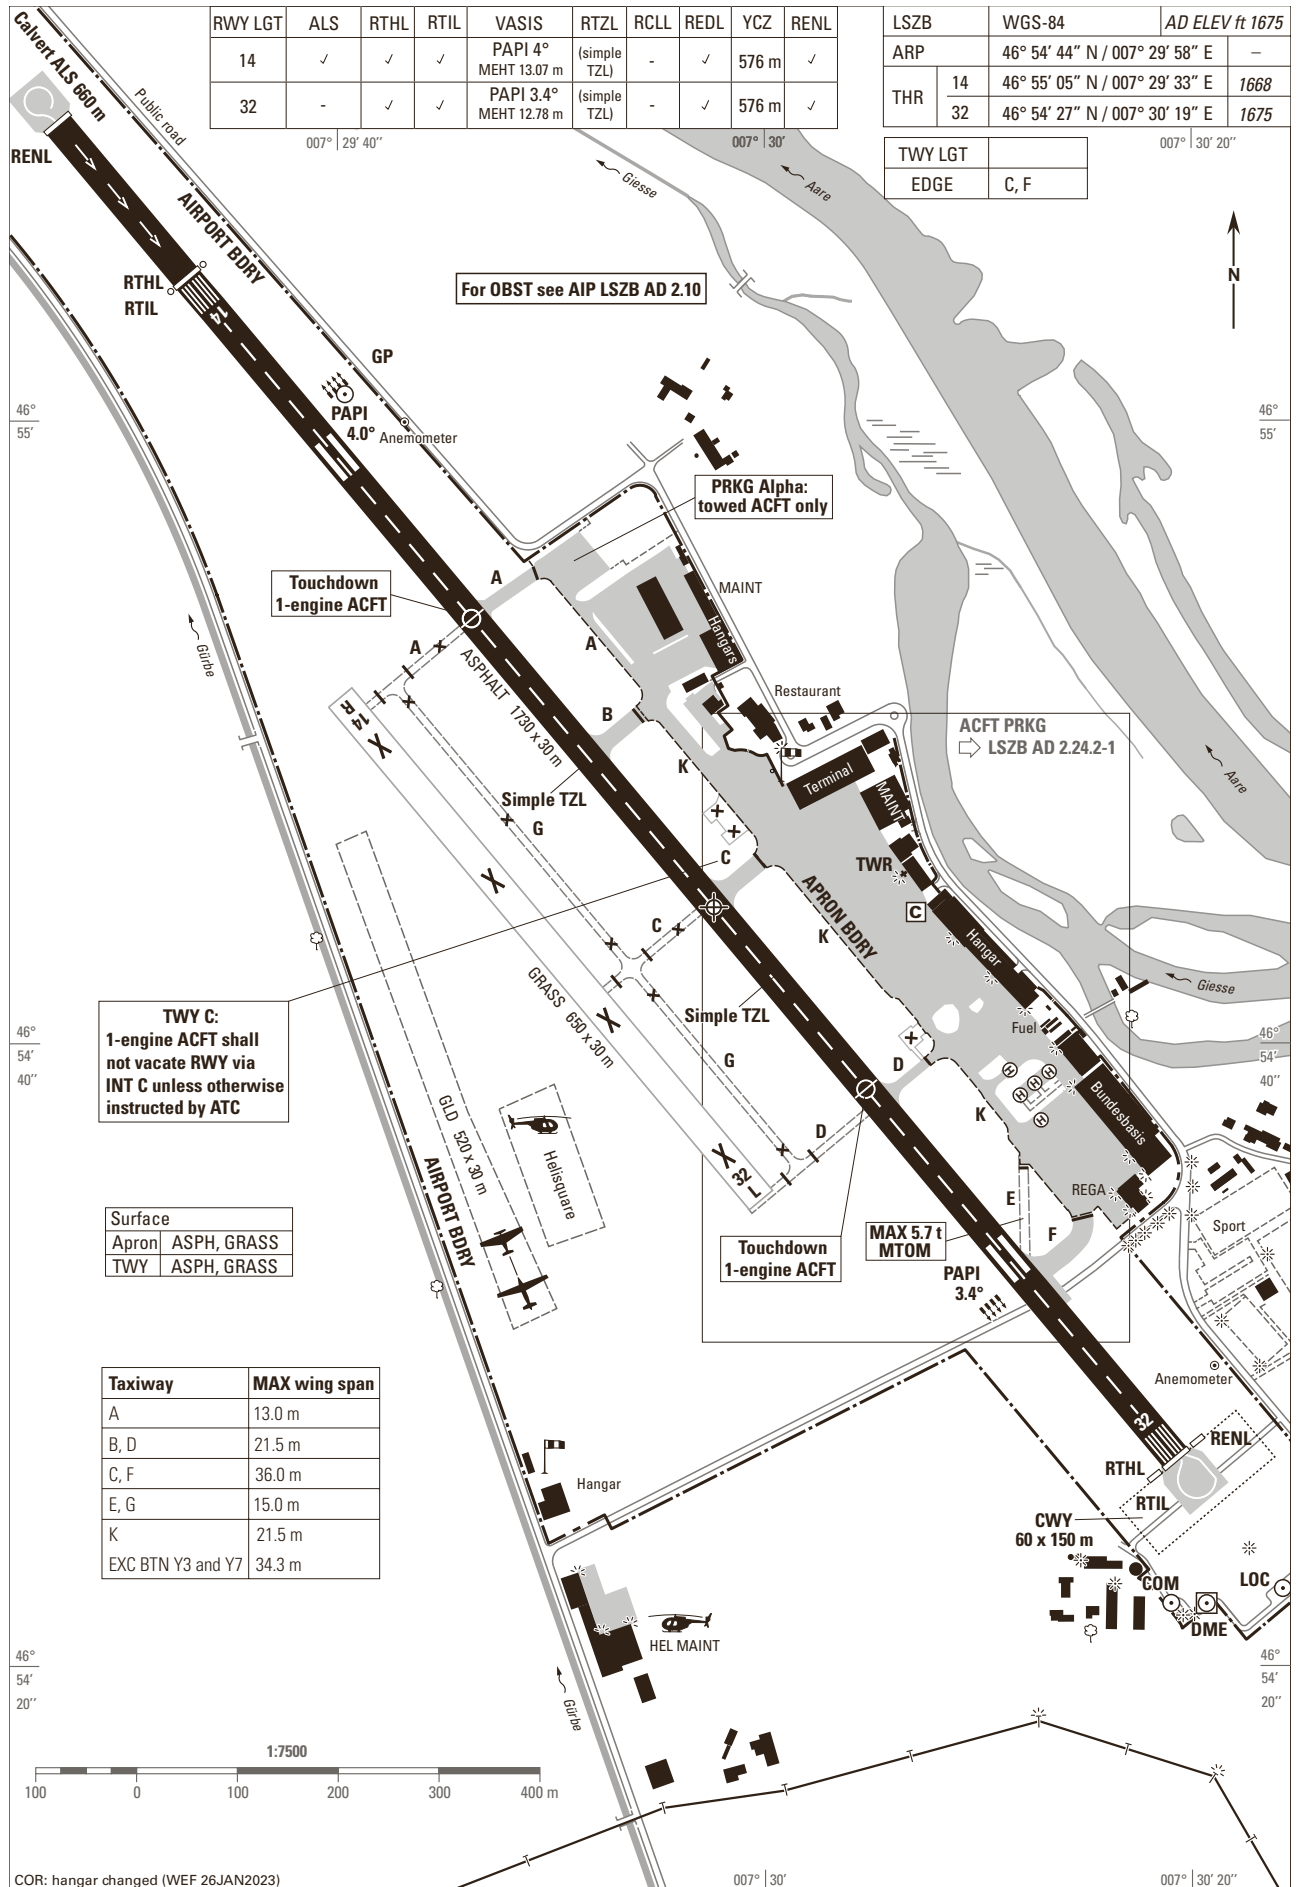 RWY LGT ALS RTHL RTIL VASIS RTZL RCLL REDL YCZ RENL
14 ✓ ✓ ✓ PAPI 4° MEHT 13.07 m (simple TZL) - ✓ 576 m ✓
32 - ✓ ✓ PAPI 3.4° MEHT 12.78 m (simple TZL) - ✓ 576 m ✓
LSZB WGS-84 AD ELEV ft 1675
ARP 46° 54' 44" N / 007° 29' 58" E –
THR 14 46° 55' 05" N / 007° 29' 33" E 1668
32 46° 54' 27" N / 007° 30' 19" E 1675
TWY LGT
EDGE C, F
Calvert ALS 660 m
Public road
007° 29' 40"
007° 30'
007° 30' 20"
RENL
Giesse
Aare
AIRPORT BDRY
N
RTHL
RTIL
14
For OBST see AIP LSZB AD 2.10
GP
PAPI
4.0°
Anemometer
46°
55'
46°
55'
PRKG Alpha:
towed ACFT only
Touchdown
1-engine ACFT
A
MAINT
Hangars
A
A
Gürbe
ASPHALT 1730 x 30 m
14
R
B
Restaurant
ACFT PRKG
LSZB AD 2.24.2-1
K
Terminal
MAINT
Aare
Simple TZL
G
C
TWR
C
APRON BDRY
K
Hangar
C
Giesse
GRASS 650 x 30 m
Simple TZL
Fuel
TWY C:
1-engine ACFT shall
not vacate RWY via
INT C unless otherwise
instructed by ATC
46°
54'
40"
46°
54'
40"
G
D
H
H
H
H
H
K
Bundesbasis
GLD 520 x 30 m
Helisquare
D
32
L
AIRPORT BDRY
E
REGA
F
Sport
Surface
Apron ASPH, GRASS
TWY ASPH, GRASS
Touchdown
1-engine ACFT
MAX 5.7 t
MTOM
PAPI
3.4°
Anemometer
Taxiway MAX wing span
A 13.0 m
B, D 21.5 m
C, F 36.0 m
E, G 15.0 m
K 21.5 m
EXC BTN Y3 and Y7 34.3 m
32
RENL
RTHL
RTIL
Hangar
CWY
60 x 150 m
COM
LOC
DME
HEL MAINT
46°
54'
20"
46°
54'
20"
Gürbe
1:7500
100 0 100 200 300 400 m
COR: hangar changed (WEF 26JAN2023)
007° 30'
007° 30' 20"